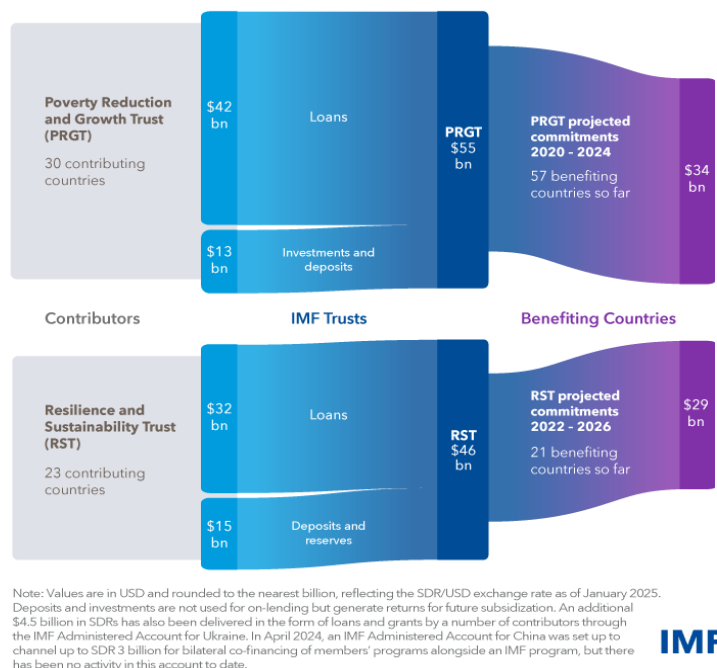 Poverty Reduction
and Growth Trust
(PRGT)
30 contributing
countries
$42
bn
Loans
$13
bn
Investments and
deposits
PRGT
$55
bn
PRGT projected
commitments
2020 - 2024
57 benefiting
countries so far
$34
bn
Contributors
IMF Trusts
Benefiting Countries
Resilience and
Sustainability Trust
(RST)
23 contributing
countries
$32
bn
Loans
$15
bn
Deposits and
reserves
RST
$46
bn
RST projected
commitments
2022 - 2026
21 benefiting
countries so far
$29
bn
Note: Values are in USD and rounded to the nearest billion, reflecting the SDR/USD exchange rate as of January 2025.
Deposits and investments are not used for on-lending but generate returns for future subsidization. An additional
$4.5 billion in SDRs has also been delivered in the form of loans and grants by a number of contributors through
the IMF Administered Account for Ukraine. In April 2024, an IMF Administered Account for China was set up to
channel up to SDR 3 billion for bilateral co-financing of members' programs alongside an IMF program, but there
has been no activity in this account to date.
IMF